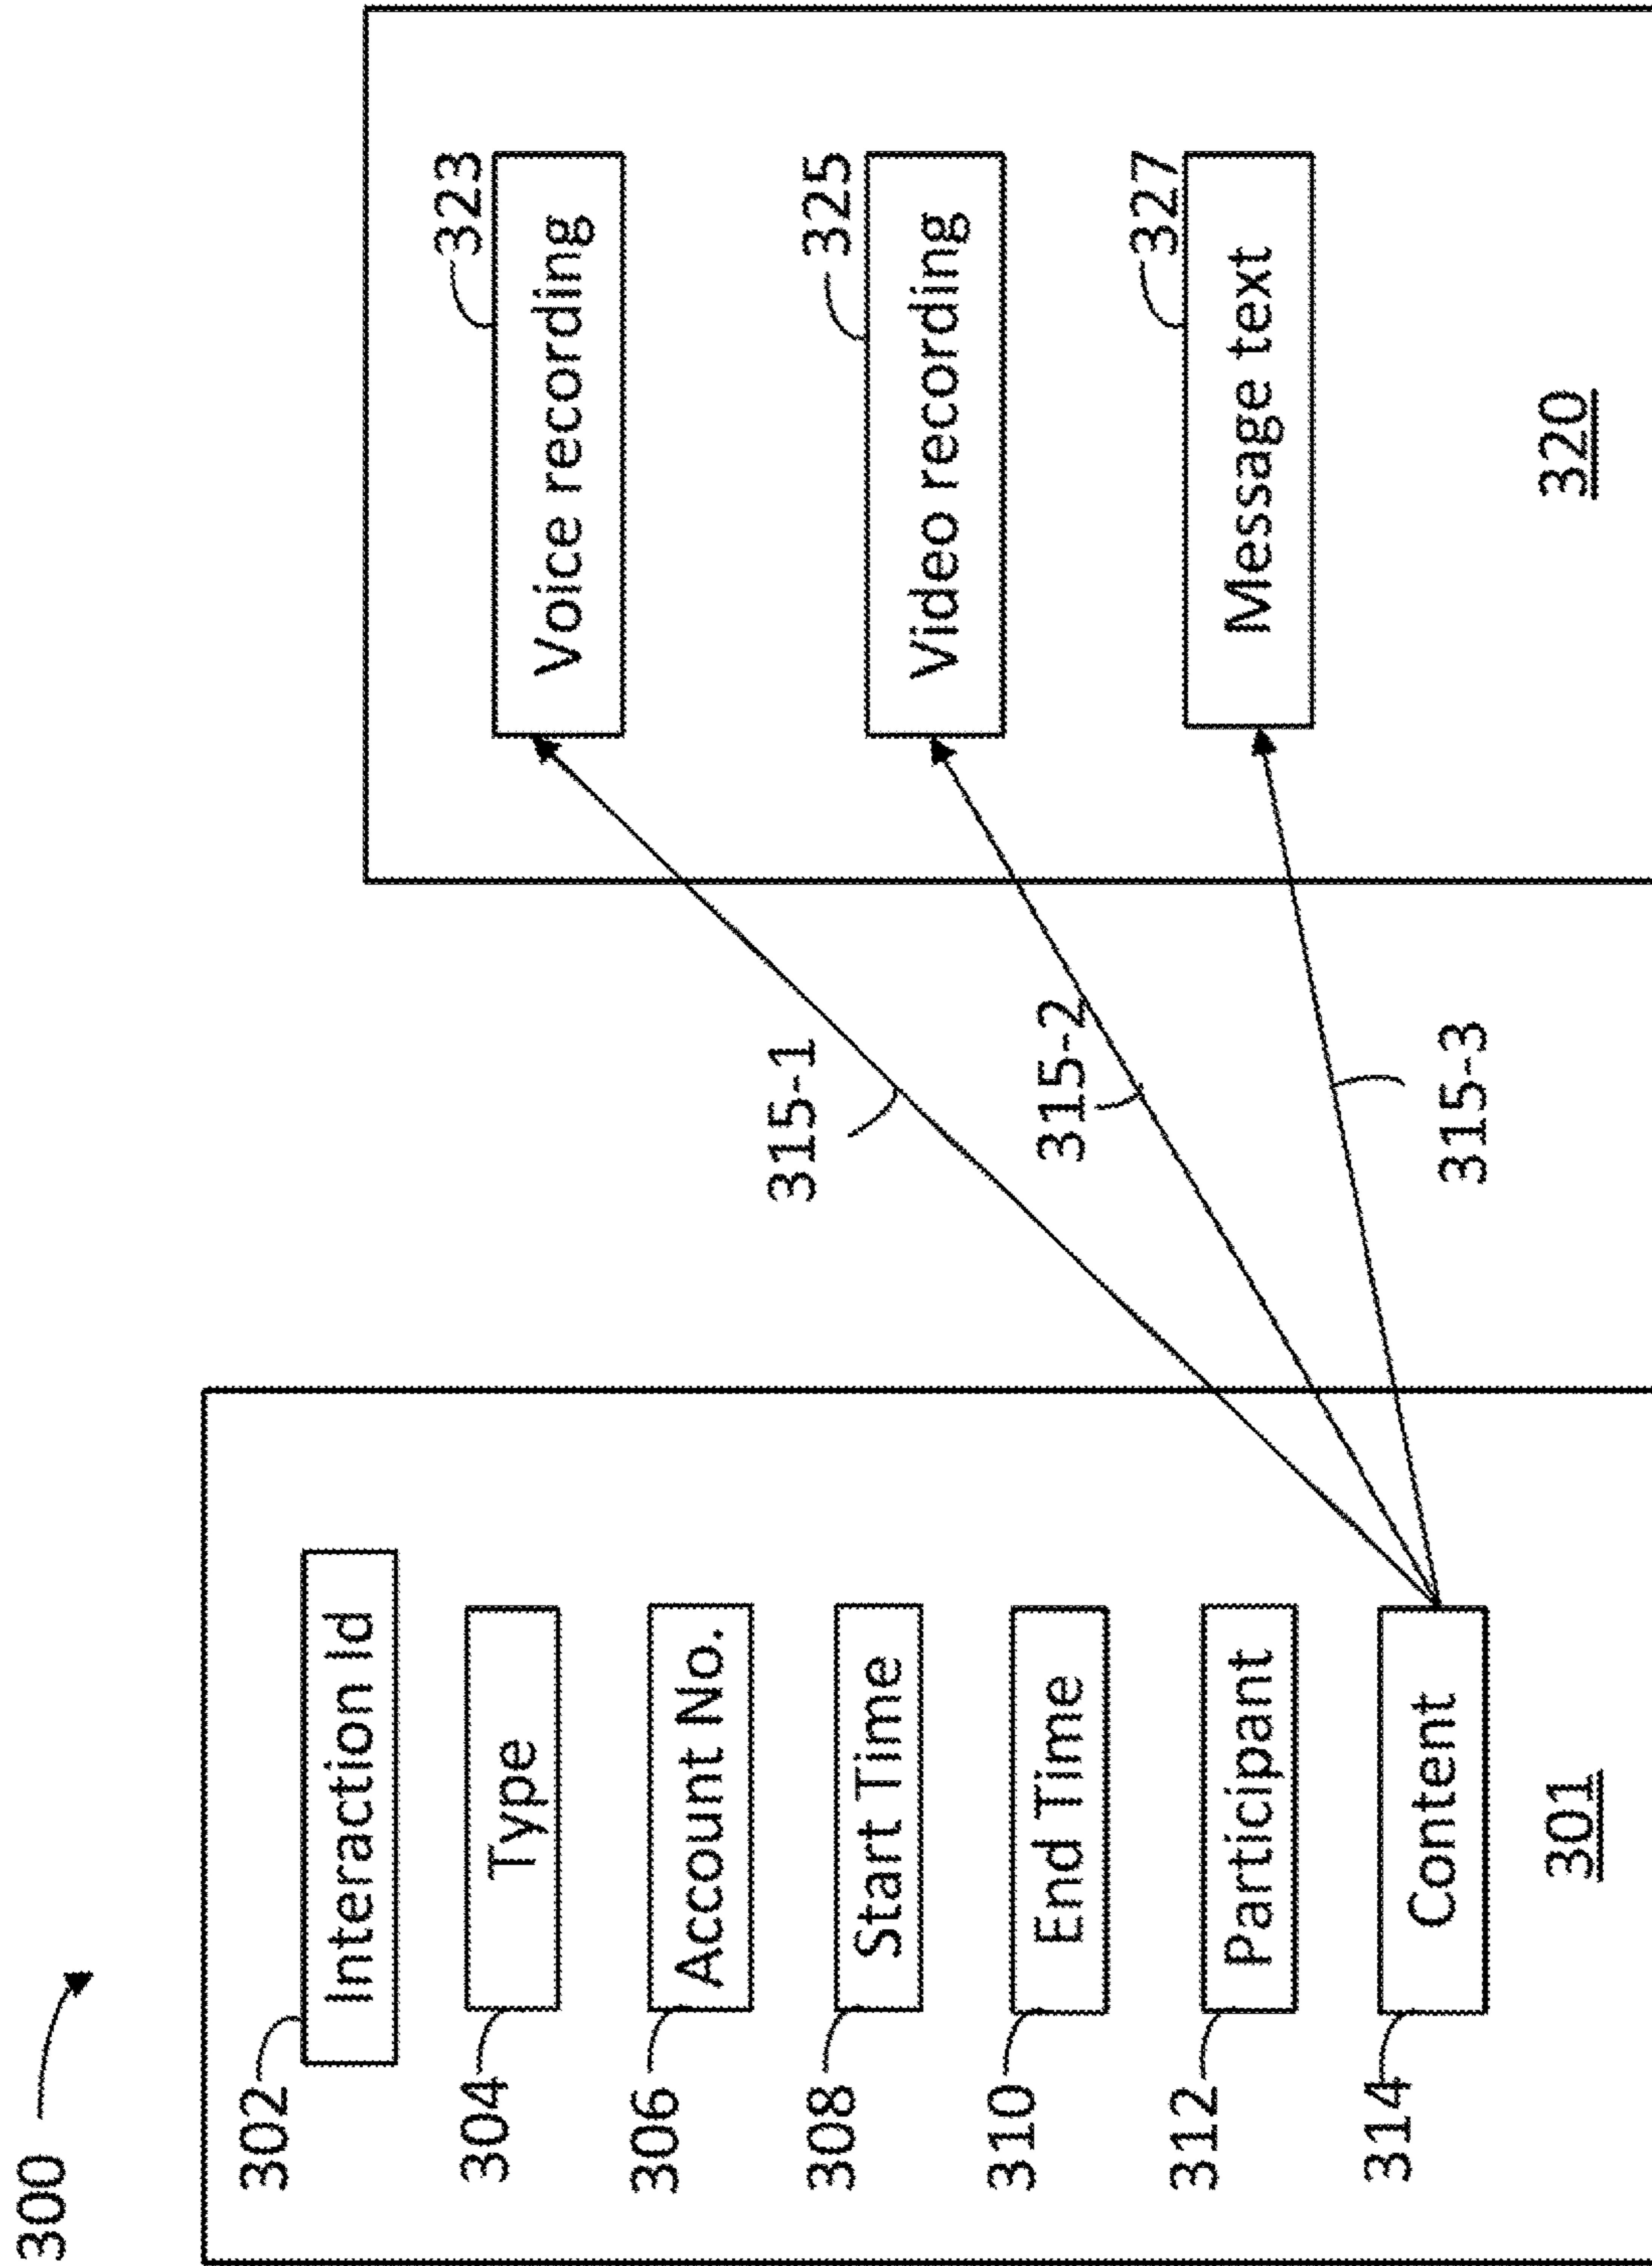 300
302
Interaction Id
304
Type
306
Account No.
308
Start Time
310
End Time
312
Participant
314
Content
301
315-1
315-2
315-3
323
Voice recording
325
Video recording
327
Message text
320